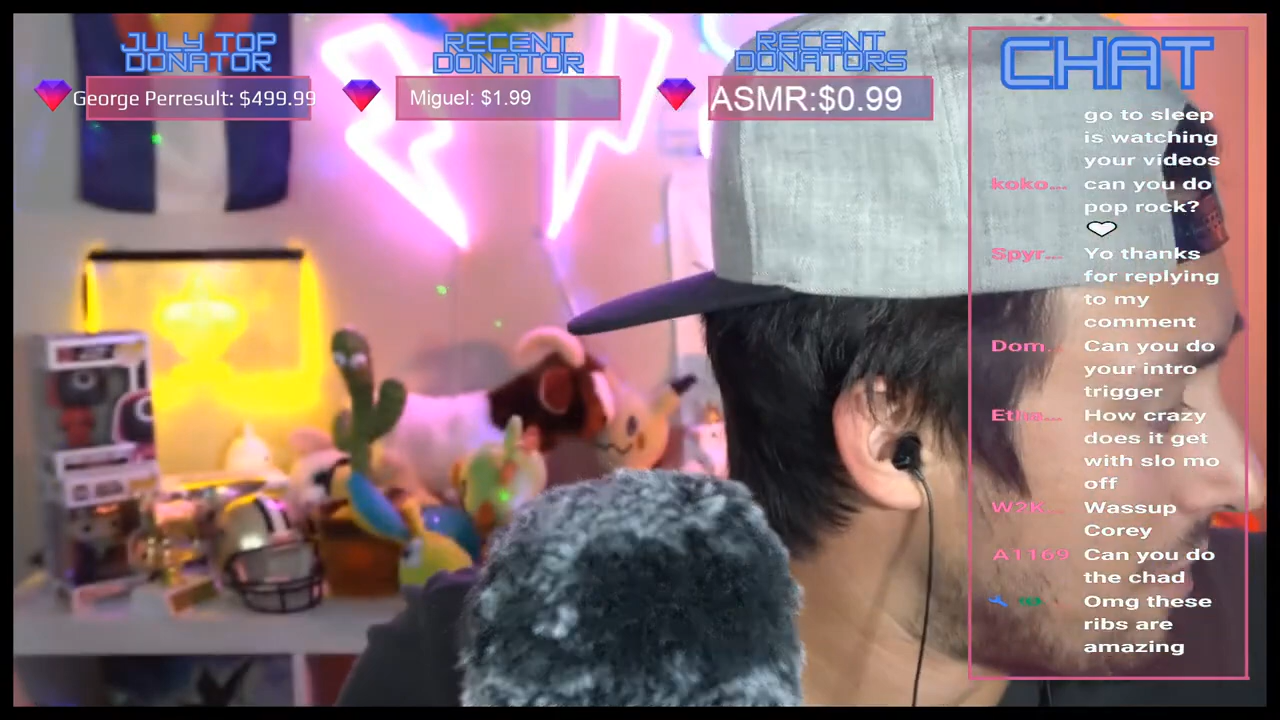 JULY TOP
DONATOR
George Perresult: $499.99
RECENT
DONATOR
Miguel: $1.99
RECENT
DONATORS
ASMR:$0.99
CHAT
go to sleep
is watching
your videos
koko... can you do
pop rock?
Spyr... Yo thanks
for replying
to my
comment
Dom... Can you do
your intro
trigger
How crazy
does it get
with slo mo
off
W2K... Wassup
Corey
A1169 Can you do
the chad
Omg these
ribs are
amazing